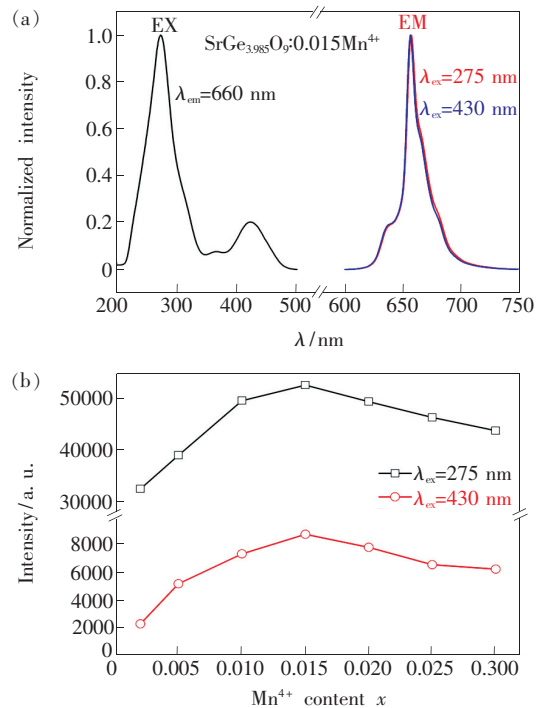 (a)
EX
EM
SrGe3.985O9:0.015Mn4+
λem=660 nm
λex=275 nm
λex=430 nm
Normalized intensity
1.0
0.8
0.6
0.4
0.2
0
200
300
400
500
600
650
700
750
λ/nm
(b)
Intensity/a. u.
50000
40000
30000
8000
6000
4000
2000
λex=275 nm
λex=430 nm
0
0.005
0.010
0.015
0.020
0.025
0.300
Mn4+ content x